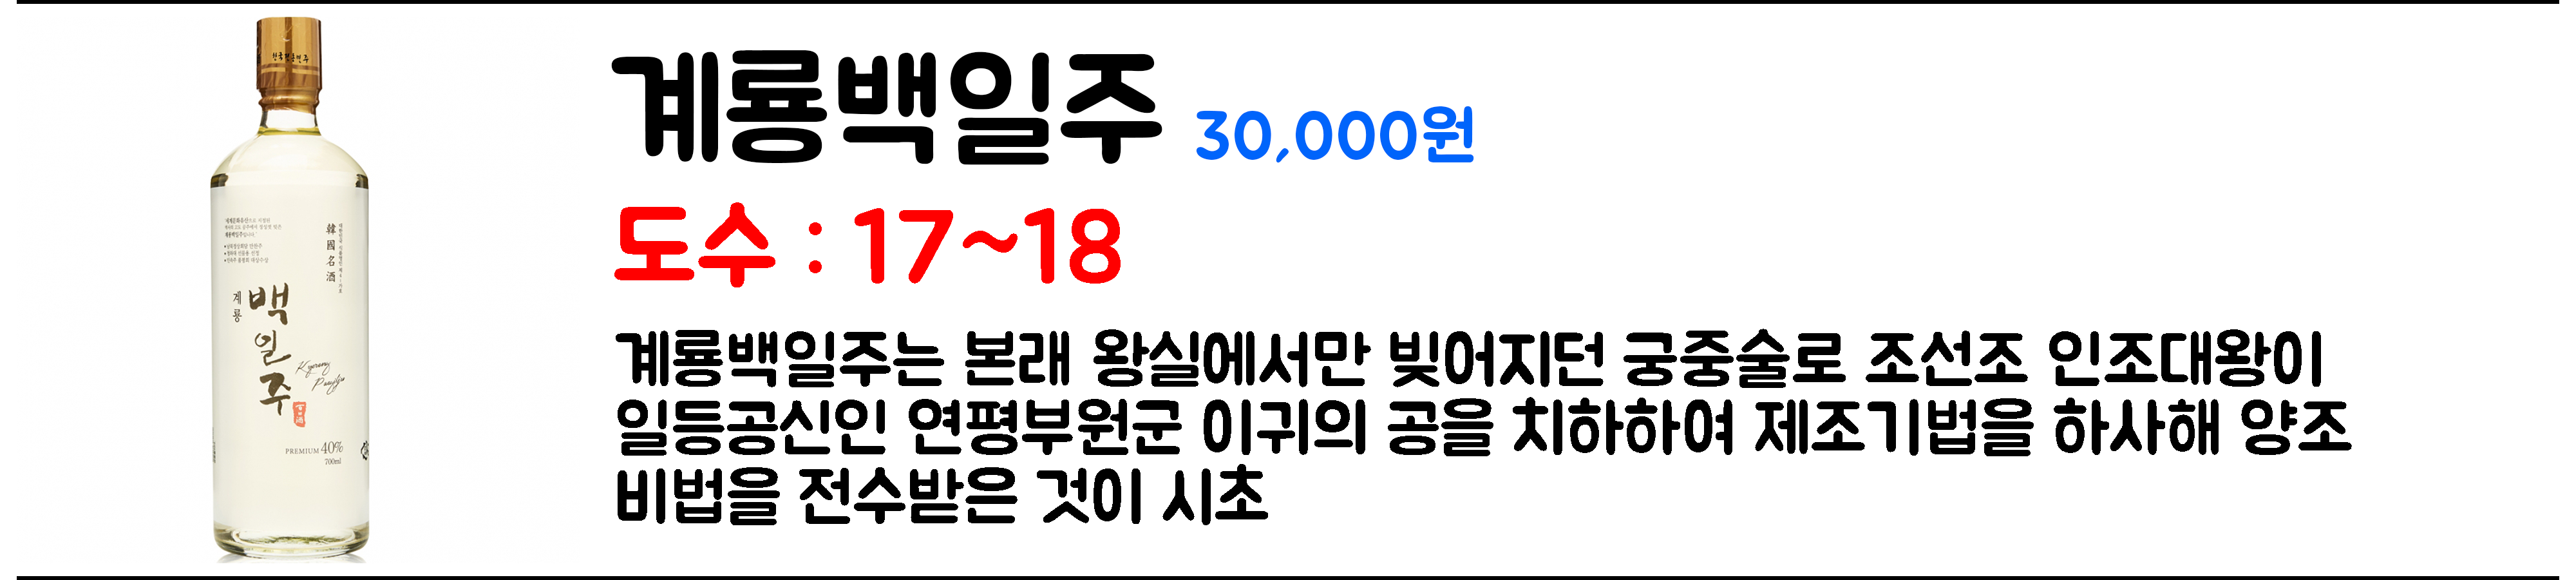 계룡백일주 30,000원
도수 : 17~18
계룡백일주는 본래 왕실에서만 빚어지던 궁중술로 조선조 인조대왕이
일등공신인 연평부원군 이귀의 공을 치하하여 제조기법을 하사해 양조
비법을 전수받은 것이 시초
韓國名酒
계룡
백일주
PREMIUM 40%
700ml